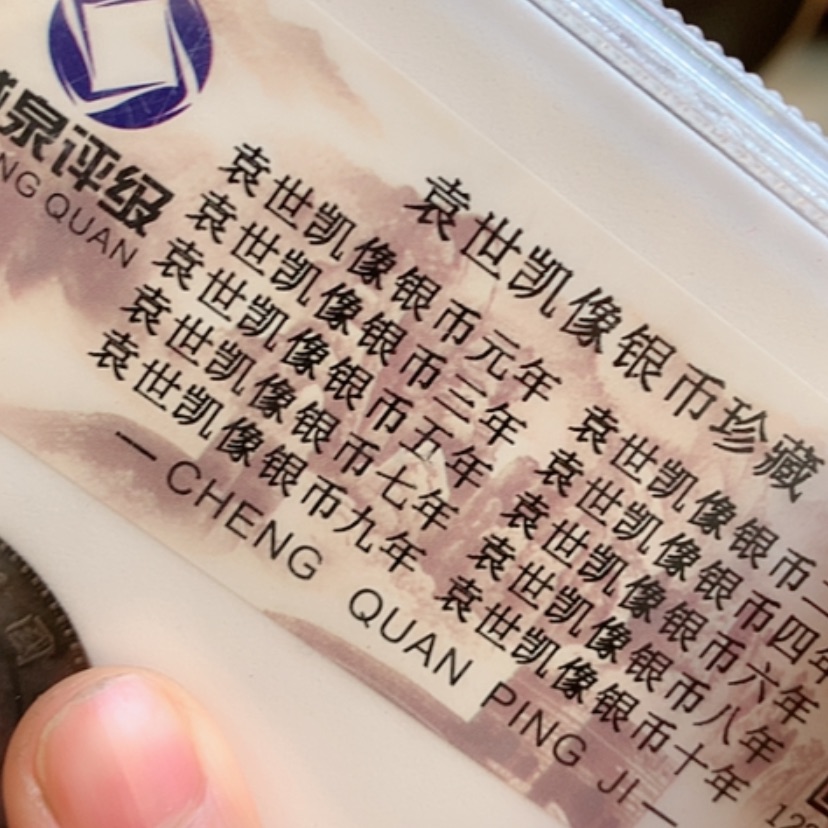 泉评级
NG QUAN
袁世凯像银币珍藏
袁世凯像银币元年
袁世凯像银币三年
袁世凯像银币五年
袁世凯像银币七年
袁世凯像银币九年
袁世凯像银币二
袁世凯像银币四年
袁世凯像银币六年
袁世凯像银币八年
袁世凯像银币十年
— CHENG QUAN PING JI —